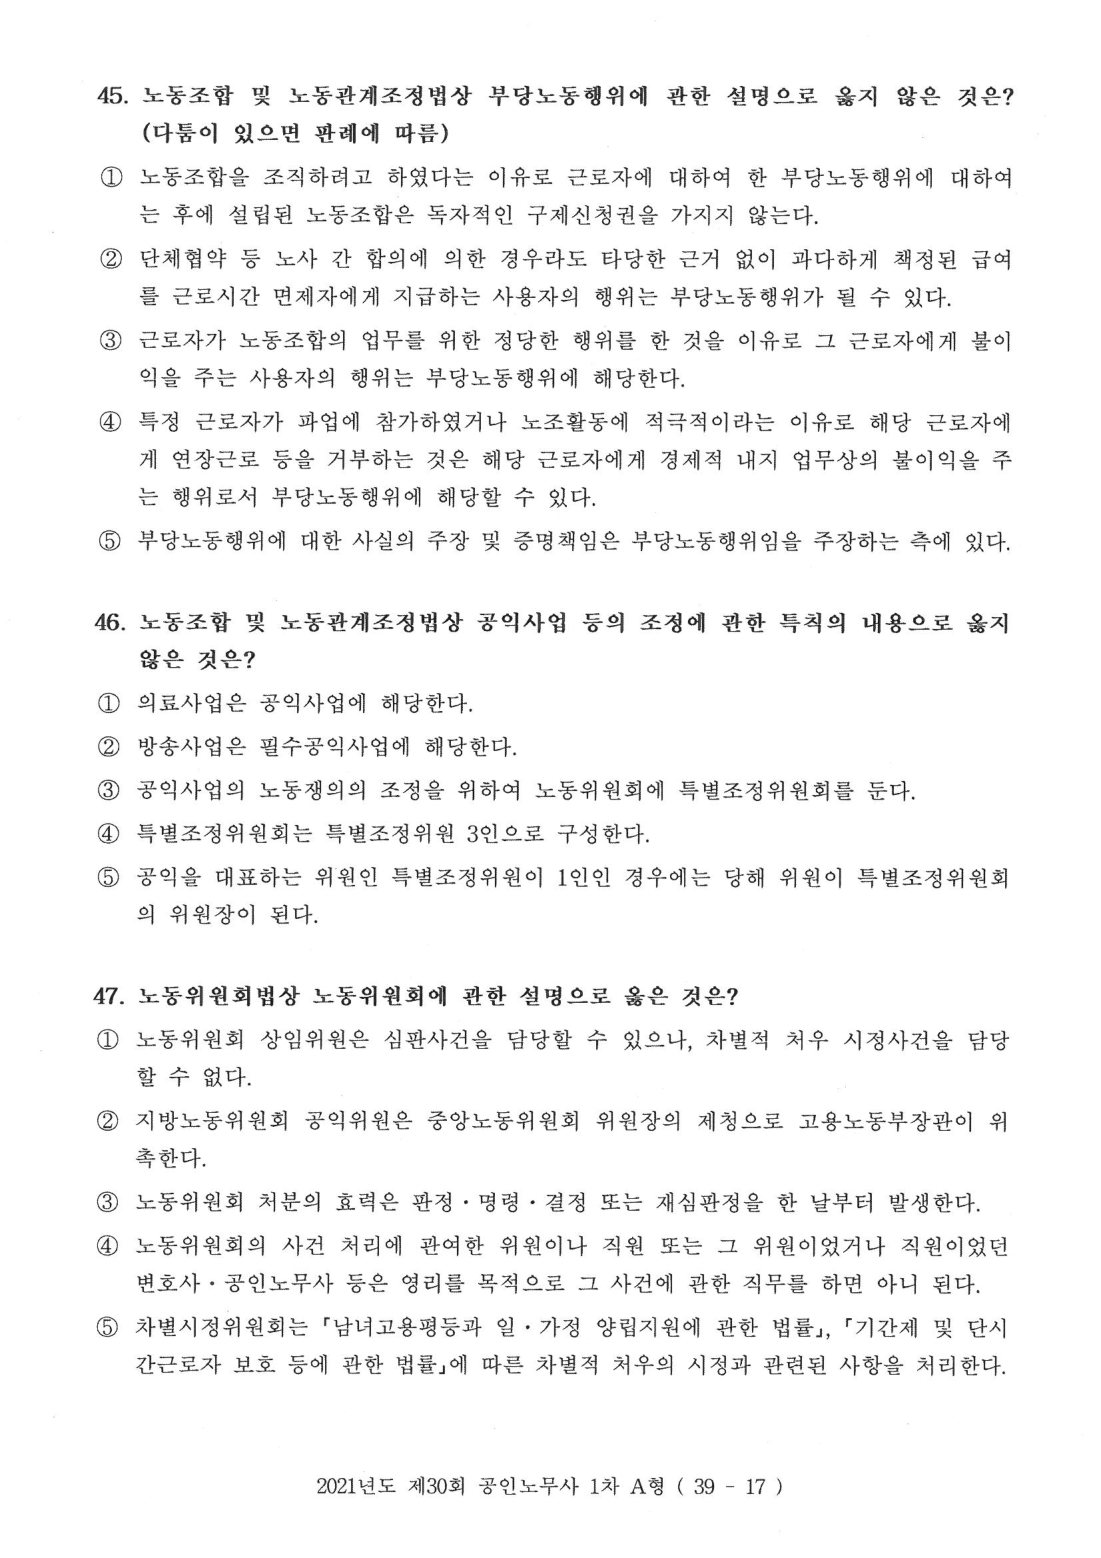 45. 노동조합 및 노동관계조정법상 부당노동행위에 관한 설명으로 옳지 않은 것은?
(다툼이 있으면 판례에 따름)
① 노동조합을 조직하려고 하였다는 이유로 근로자에 대하여 한 부당노동행위에 대하여
는 후에 설립된 노동조합은 독자적인 구제신청권을 가지지 않는다.
② 단체협약 등 노사 간 합의에 의한 경우라도 타당한 근거 없이 과다하게 책정된 급여
를 근로시간 면제자에게 지급하는 사용자의 행위는 부당노동행위가 될 수 있다.
③ 근로자가 노동조합의 업무를 위한 정당한 행위를 한 것을 이유로 그 근로자에게 불이
익을 주는 사용자의 행위는 부당노동행위에 해당한다.
④ 특정 근로자가 파업에 참가하였거나 노조활동에 적극적이라는 이유로 해당 근로자에
게 연장근로 등을 거부하는 것은 해당 근로자에게 경제적 내지 업무상의 불이익을 주
는 행위로서 부당노동행위에 해당할 수 있다.
⑤ 부당노동행위에 대한 사실의 주장 및 증명책임은 부당노동행위임을 주장하는 측에 있다.
46. 노동조합 및 노동관계조정법상 공익사업 등의 조정에 관한 특칙의 내용으로 옳지
않은 것은?
① 의료사업은 공익사업에 해당한다.
② 방송사업은 필수공익사업에 해당한다.
③ 공익사업의 노동쟁의의 조정을 위하여 노동위원회에 특별조정위원회를 둔다.
④ 특별조정위원회는 특별조정위원 3인으로 구성한다.
⑤ 공익을 대표하는 위원인 특별조정위원이 1인인 경우에는 당해 위원이 특별조정위원회
의 위원장이 된다.
47. 노동위원회법상 노동위원회에 관한 설명으로 옳은 것은?
① 노동위원회 상임위원은 심판사건을 담당할 수 있으나, 차별적 처우 시정사건을 담당
할 수 없다.
② 지방노동위원회 공익위원은 중앙노동위원회 위원장의 제청으로 고용노동부장관이 위
촉한다.
③ 노동위원회 처분의 효력은 판정·명령·결정 또는 재심판정을 한 날부터 발생한다.
④ 노동위원회의 사건 처리에 관여한 위원이나 직원 또는 그 위원이었거나 직원이었던
변호사·공인노무사 등은 영리를 목적으로 그 사건에 관한 직무를 하면 아니 된다.
⑤ 차별시정위원회는 「남녀고용평등과 일·가정 양립지원에 관한 법률」, 「기간제 및 단시
간근로자 보호 등에 관한 법률」에 따른 차별적 처우의 시정과 관련된 사항을 처리한다.
2021년도 제30회 공인노무사 1차 A형 ( 39 - 17 )